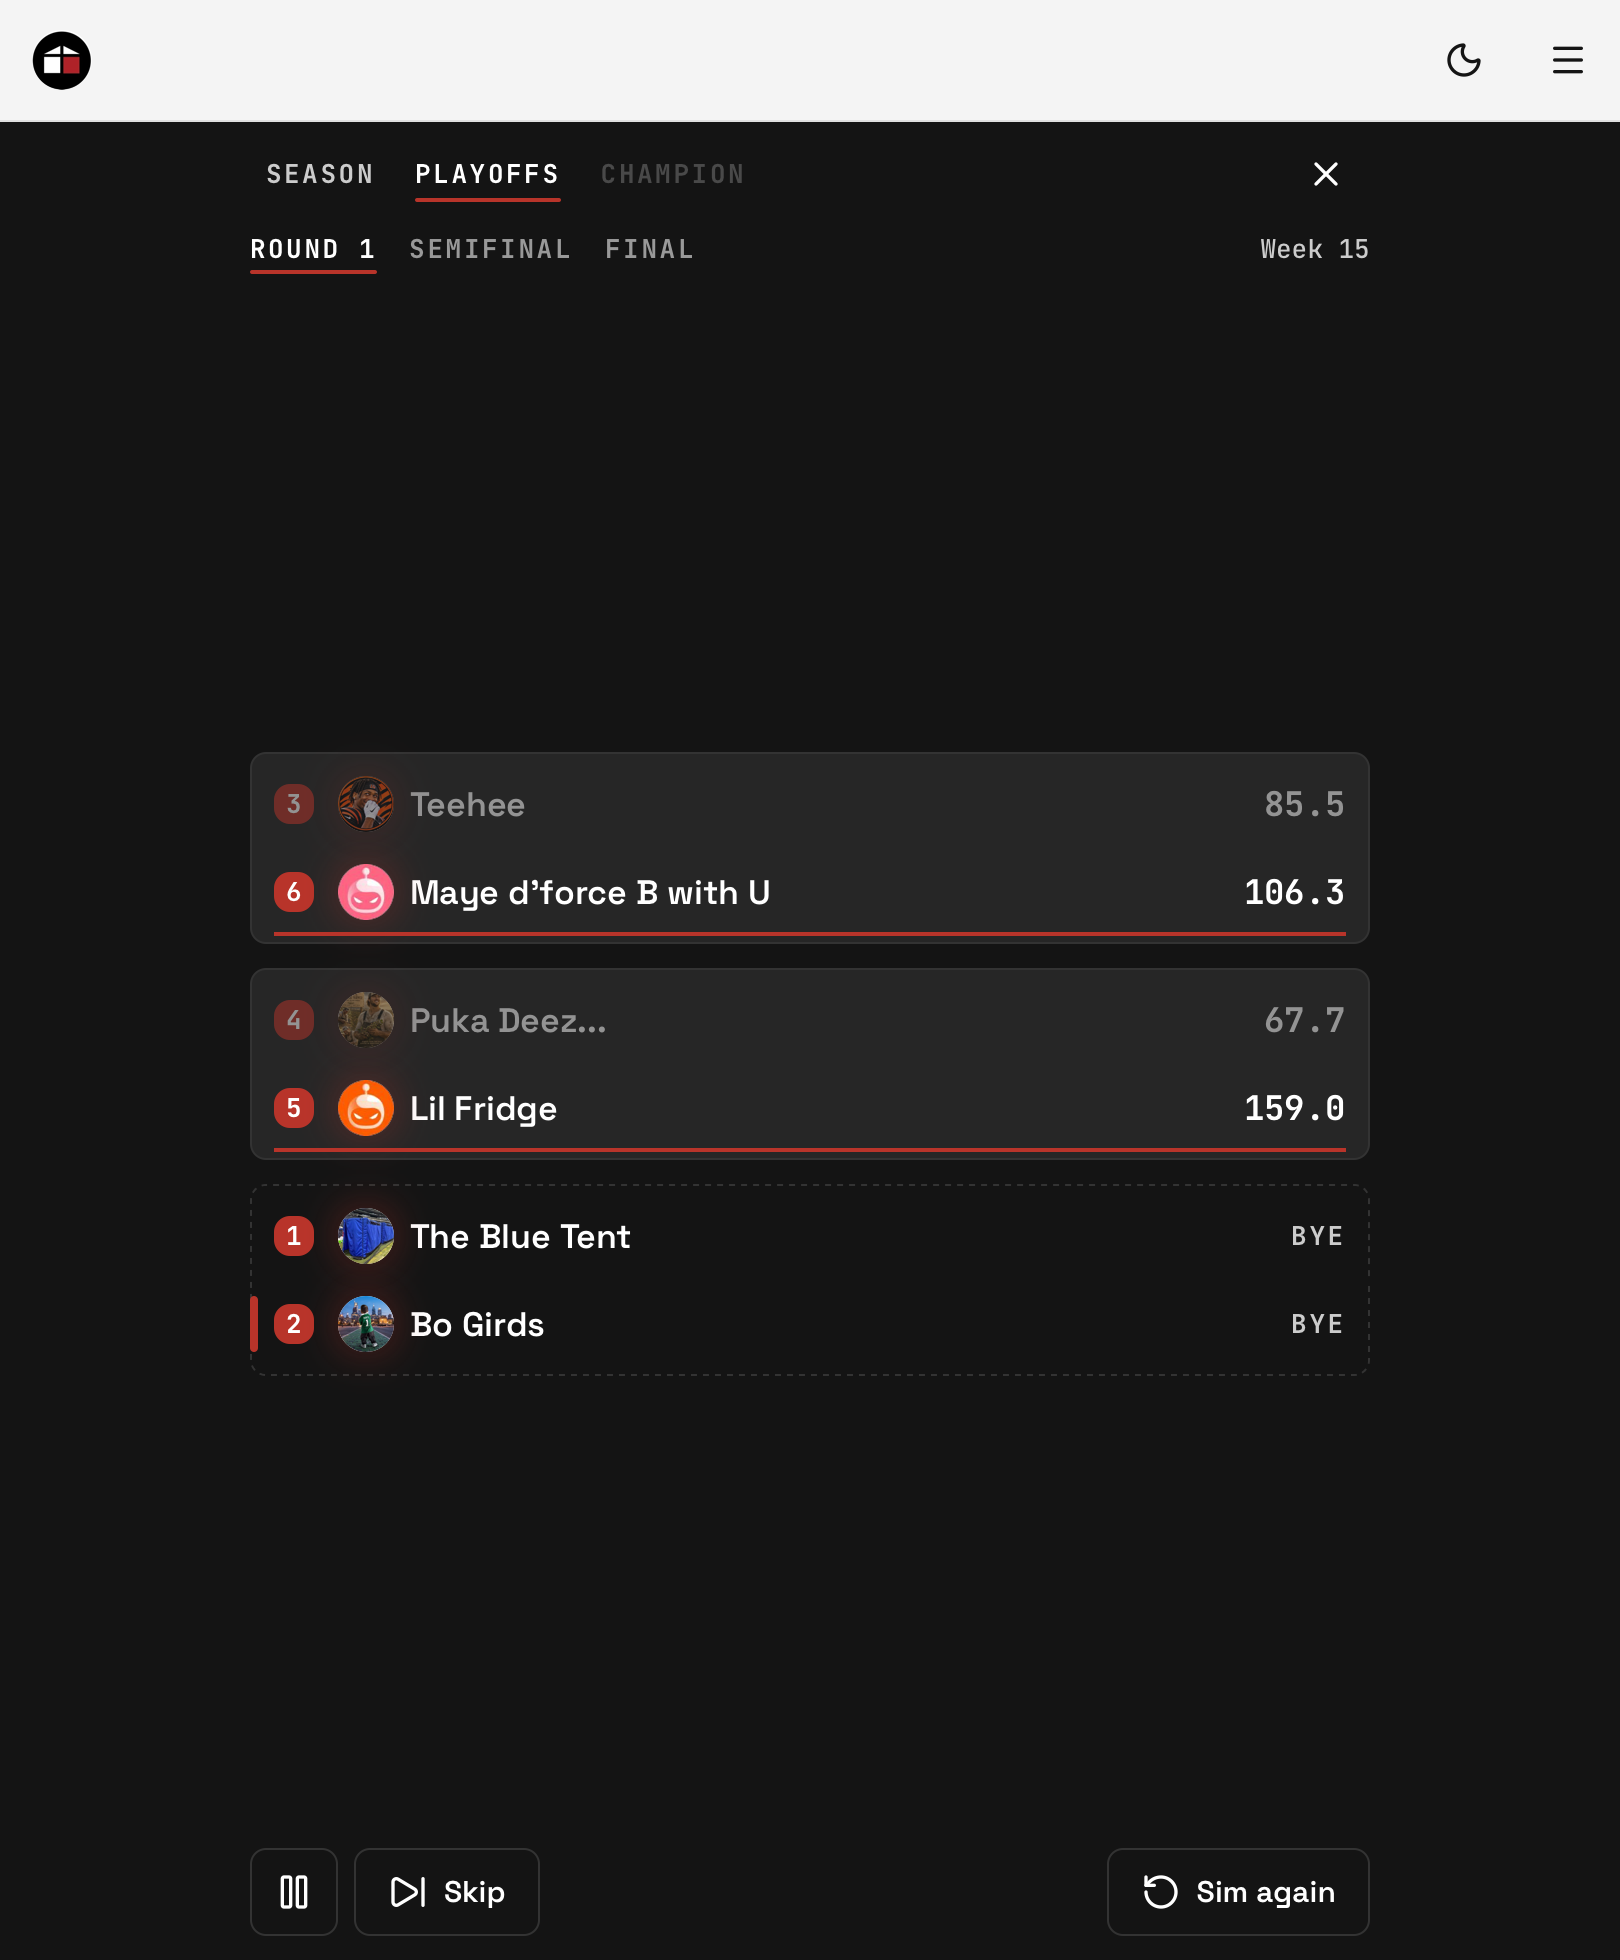 SEASON PLAYOFFS CHAMPION
ROUND 1 SEMIFINAL FINAL Week 15
3 Teehee 85.5
6 Maye d’force B with U 106.3
4 Puka Deez... 67.7
5 Lil Fridge 159.0
1 The Blue Tent BYE
2 Bo Girds BYE
Skip Sim again